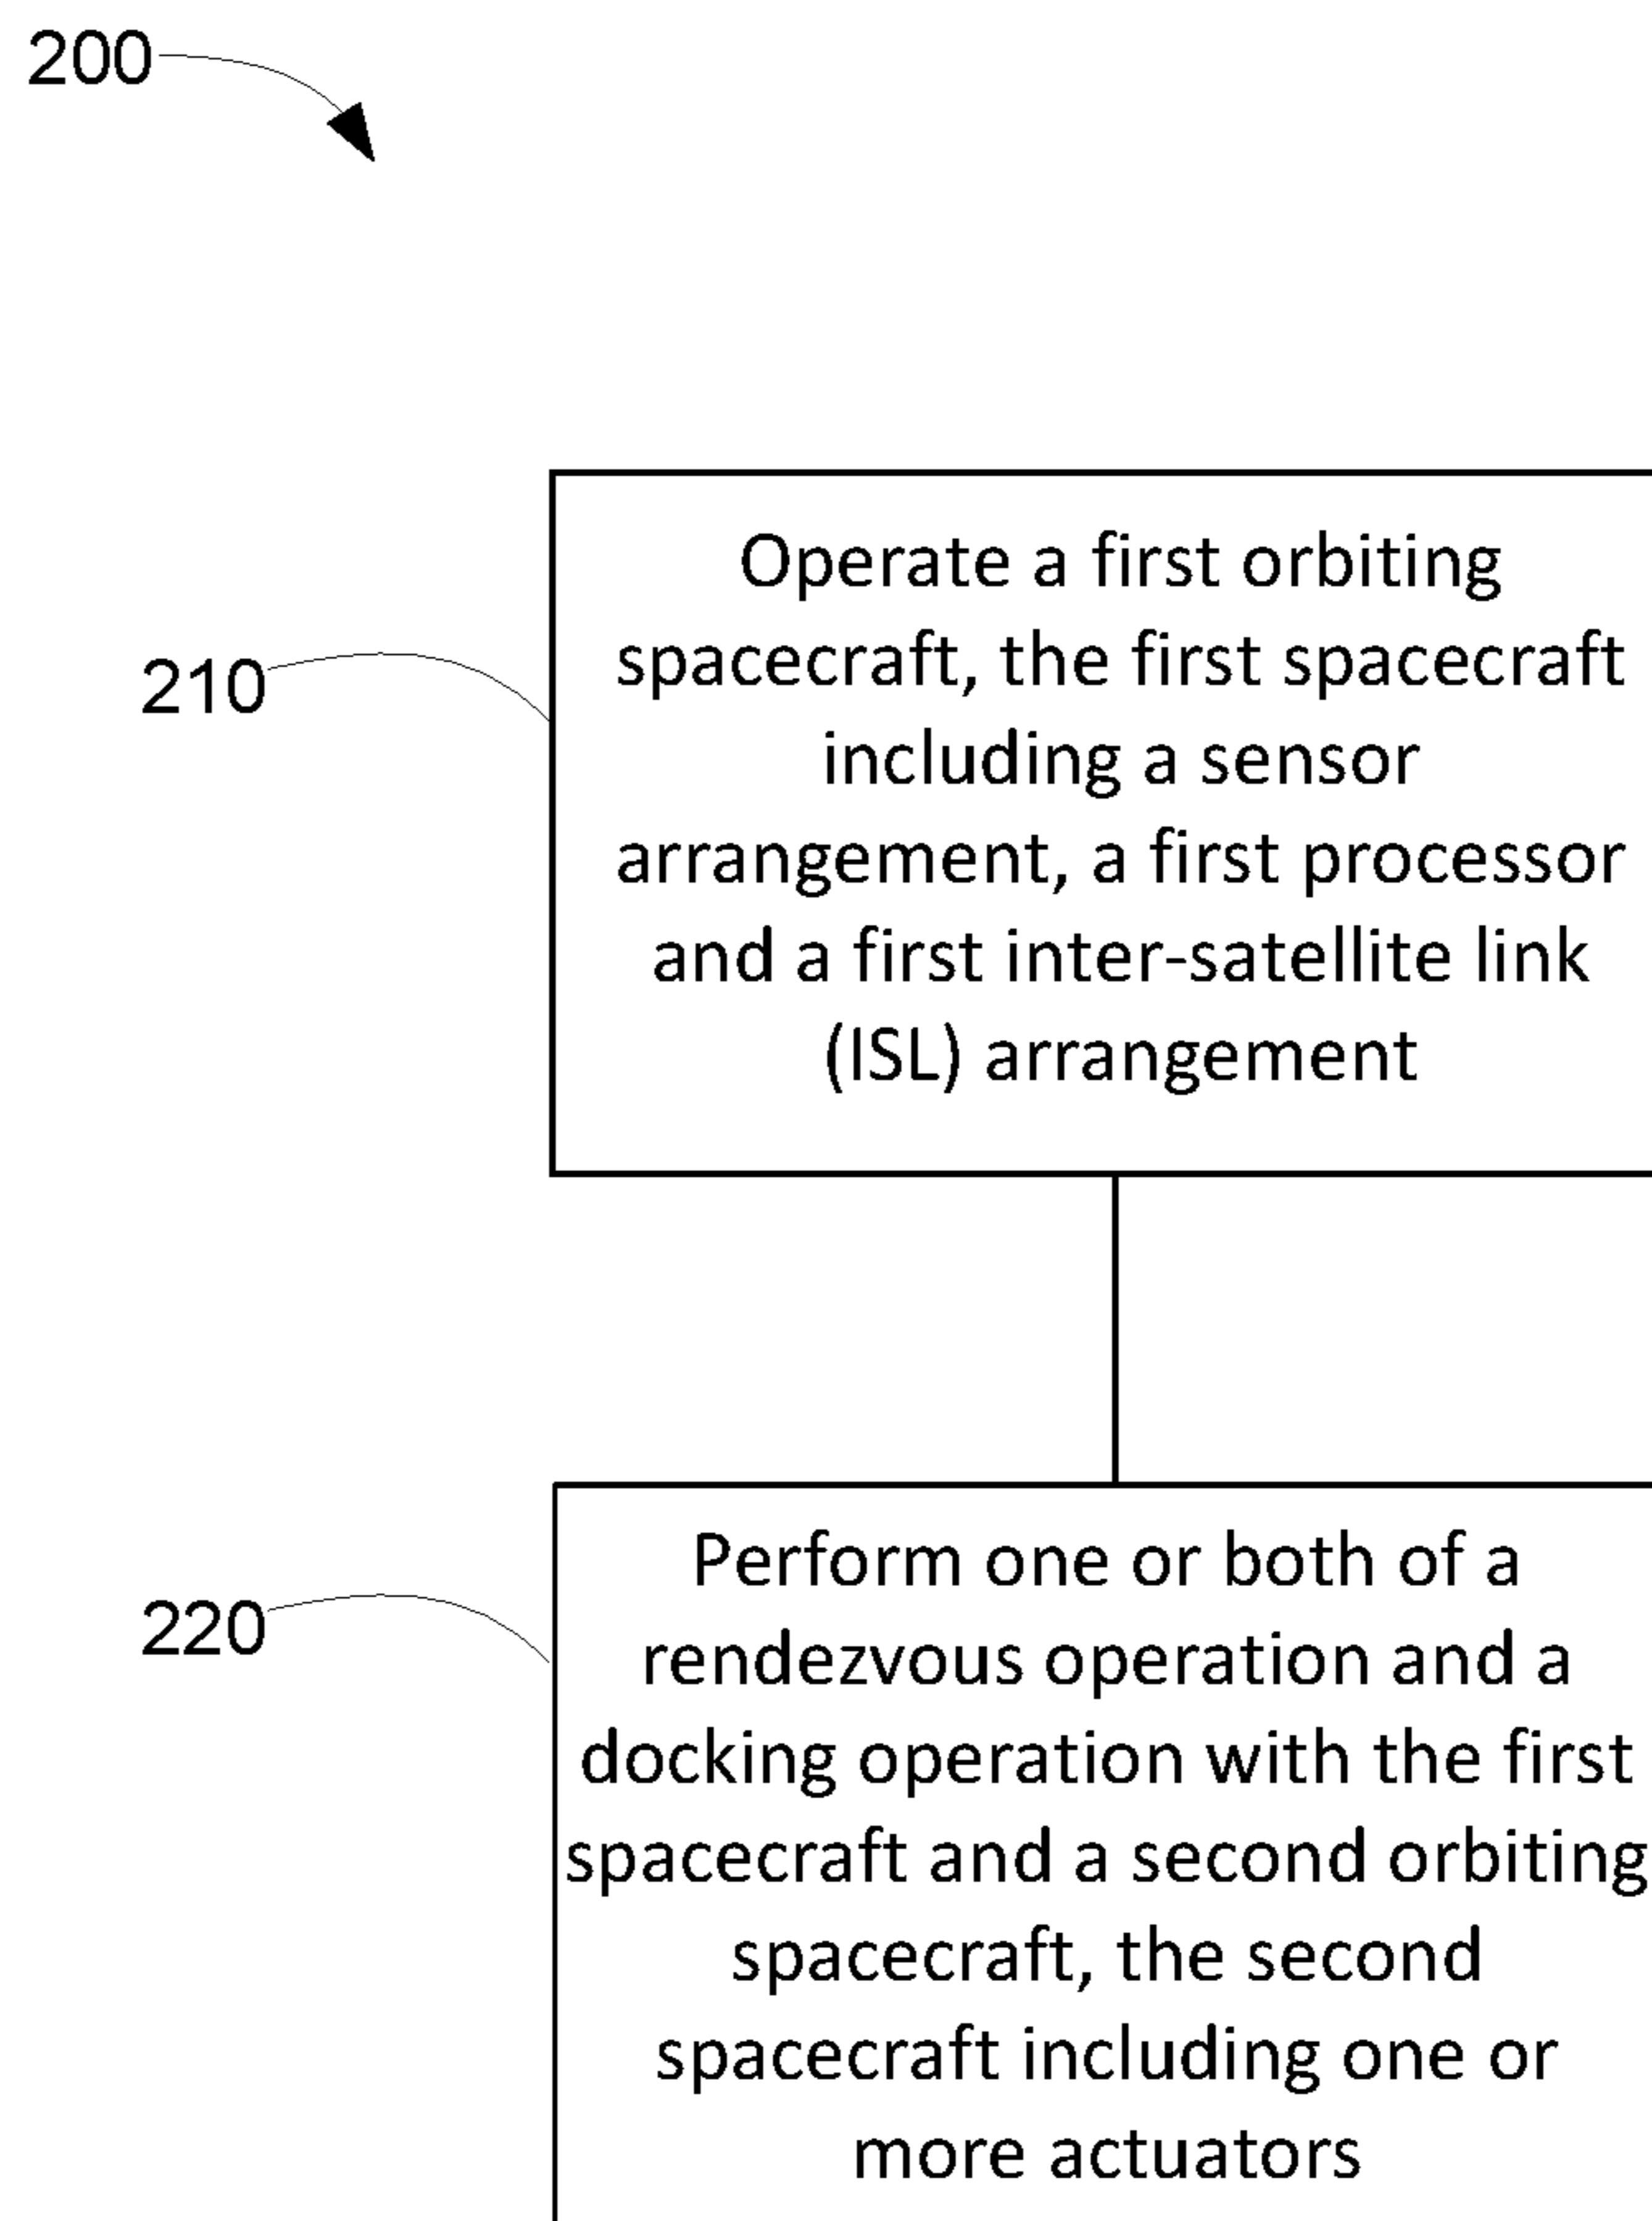 200
210
Operate a first orbiting
spacecraft, the first spacecraft
including a sensor
arrangement, a first processor
and a first inter-satellite link
(ISL) arrangement
220
Perform one or both of a
rendezvous operation and a
docking operation with the first
spacecraft and a second orbiting
spacecraft, the second
spacecraft including one or
more actuators